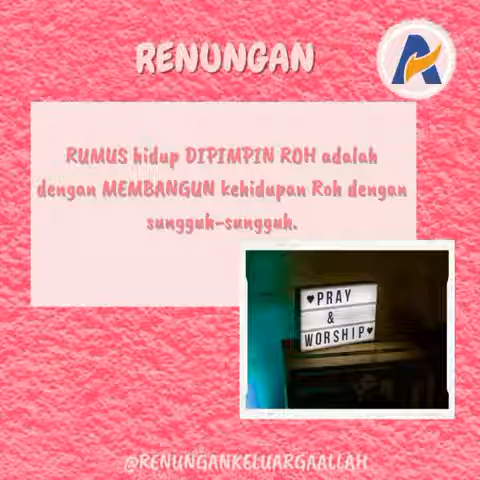 RENUNGAN
RUMUS hidup DIPIMPIN ROH adalah
dengan MEMBANGUN kehidupan Roh dengan
sungguh-sungguh.
♥PRAY
&
WORSHIP♥
@RENUNGANKELUARGAALLAH